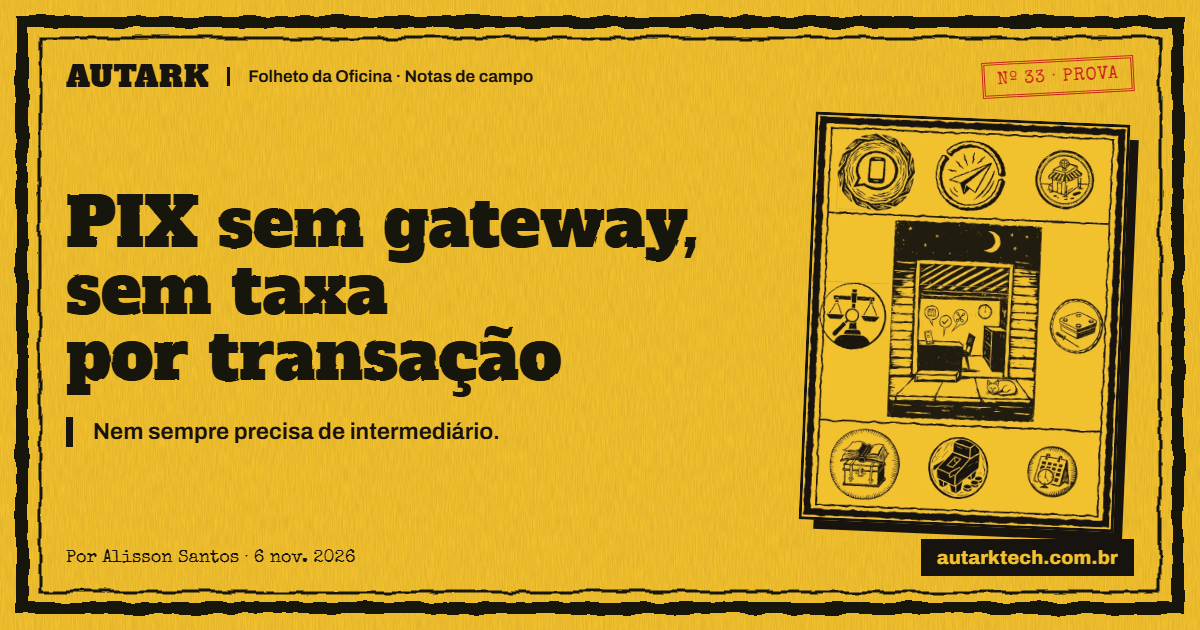 AUTARK
Folheto da Oficina · Notas de campo
Nº 33 · PROVA
PIX sem gateway,
sem taxa
por transação
Nem sempre precisa de intermediário.
Por Alisson Santos · 6 nov. 2026
autarktech.com.br